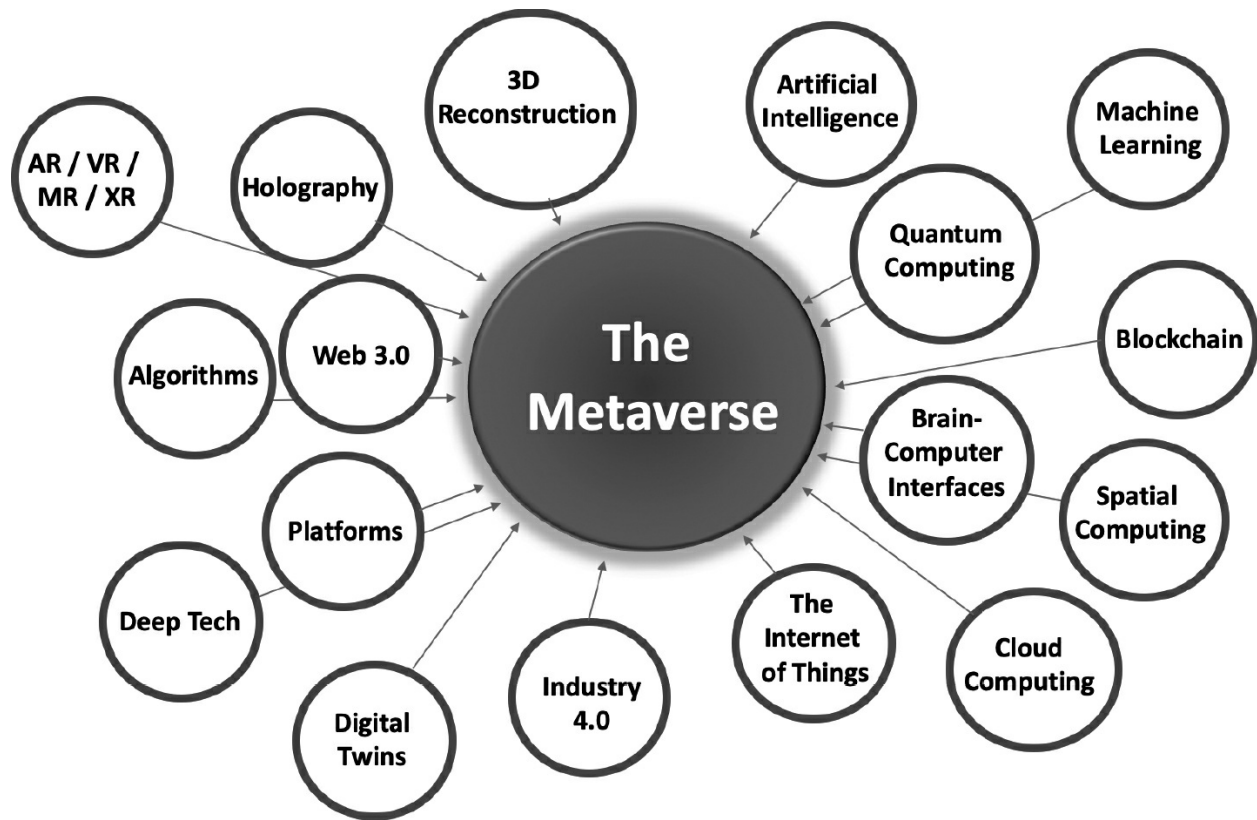 3D
Reconstruction
Artificial
Intelligence
Machine
Learning
AR / VR /
MR / XR
Holography
Quantum
Computing
Blockchain
Algorithms
Web 3.0
The
Metaverse
Brain-
Computer
Interfaces
Spatial
Computing
Platforms
Deep Tech
Digital
Twins
Industry
4.0
The
Internet
of Things
Cloud
Computing